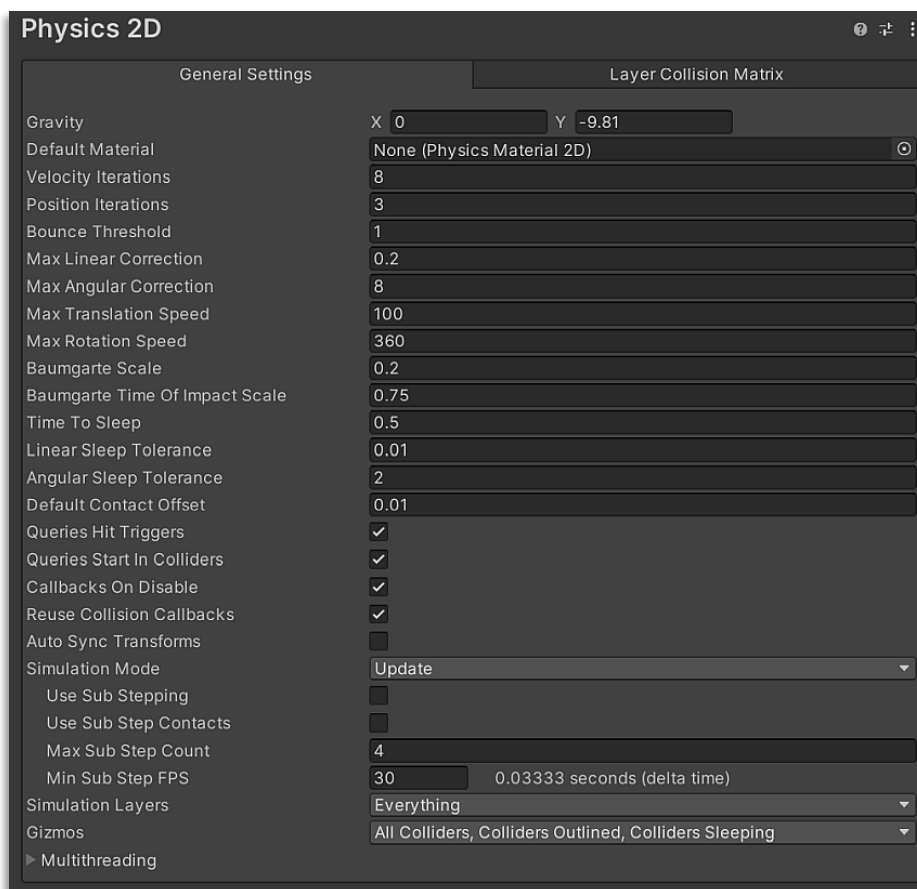 Physics 2D
General Settings
Layer Collision Matrix
Gravity X 0 Y -9.81
Default Material None (Physics Material 2D)
Velocity Iterations 8
Position Iterations 3
Bounce Threshold 1
Max Linear Correction 0.2
Max Angular Correction 8
Max Translation Speed 100
Max Rotation Speed 360
Baumgarte Scale 0.2
Baumgarte Time Of Impact Scale 0.75
Time To Sleep 0.5
Linear Sleep Tolerance 0.01
Angular Sleep Tolerance 2
Default Contact Offset 0.01
Queries Hit Triggers
Queries Start In Colliders
Callbacks On Disable
Reuse Collision Callbacks
Auto Sync Transforms
Simulation Mode Update
Use Sub Stepping
Use Sub Step Contacts
Max Sub Step Count 4
Min Sub Step FPS 30 0.03333 seconds (delta time)
Simulation Layers Everything
Gizmos All Colliders, Colliders Outlined, Colliders Sleeping
Multithreading